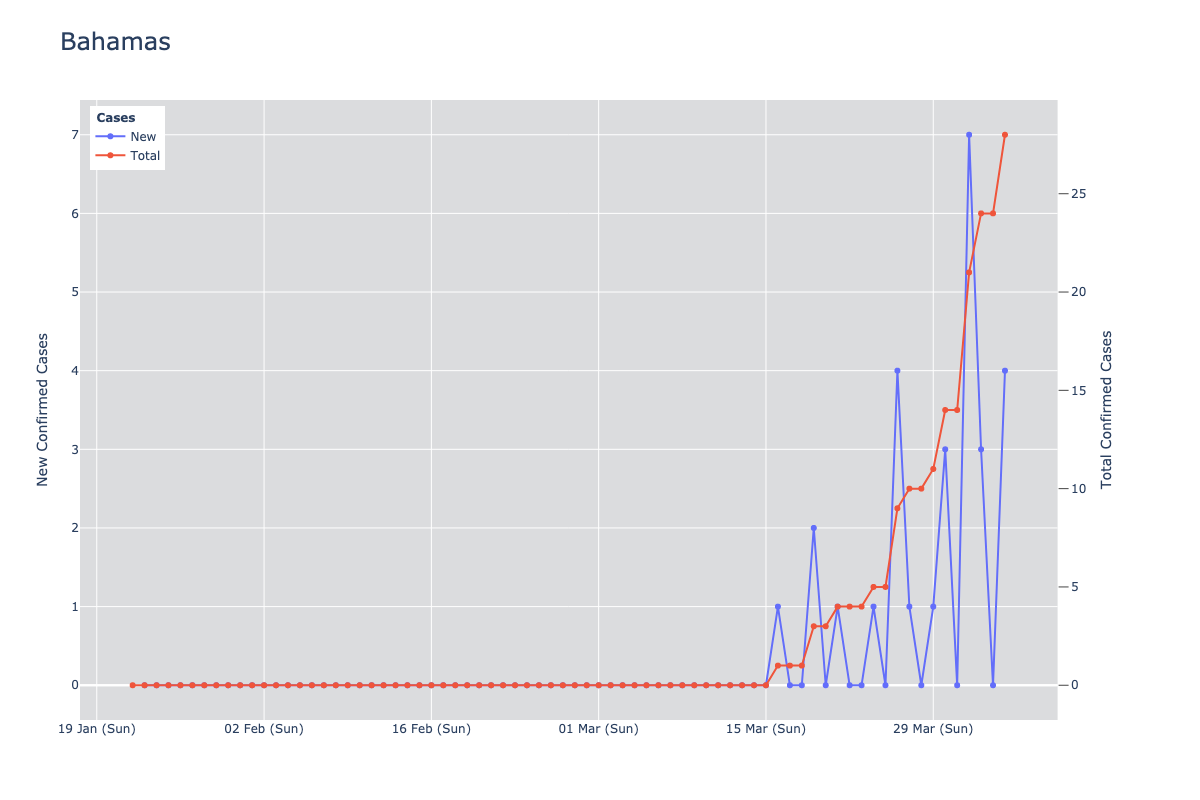 Bahamas
Cases
New
Total
7
6
5
4
3
2
1
0
New Confirmed Cases
25
20
15
10
5
0
Total Confirmed Cases
19 Jan (Sun) 02 Feb (Sun) 16 Feb (Sun) 01 Mar (Sun) 15 Mar (Sun) 29 Mar (Sun)